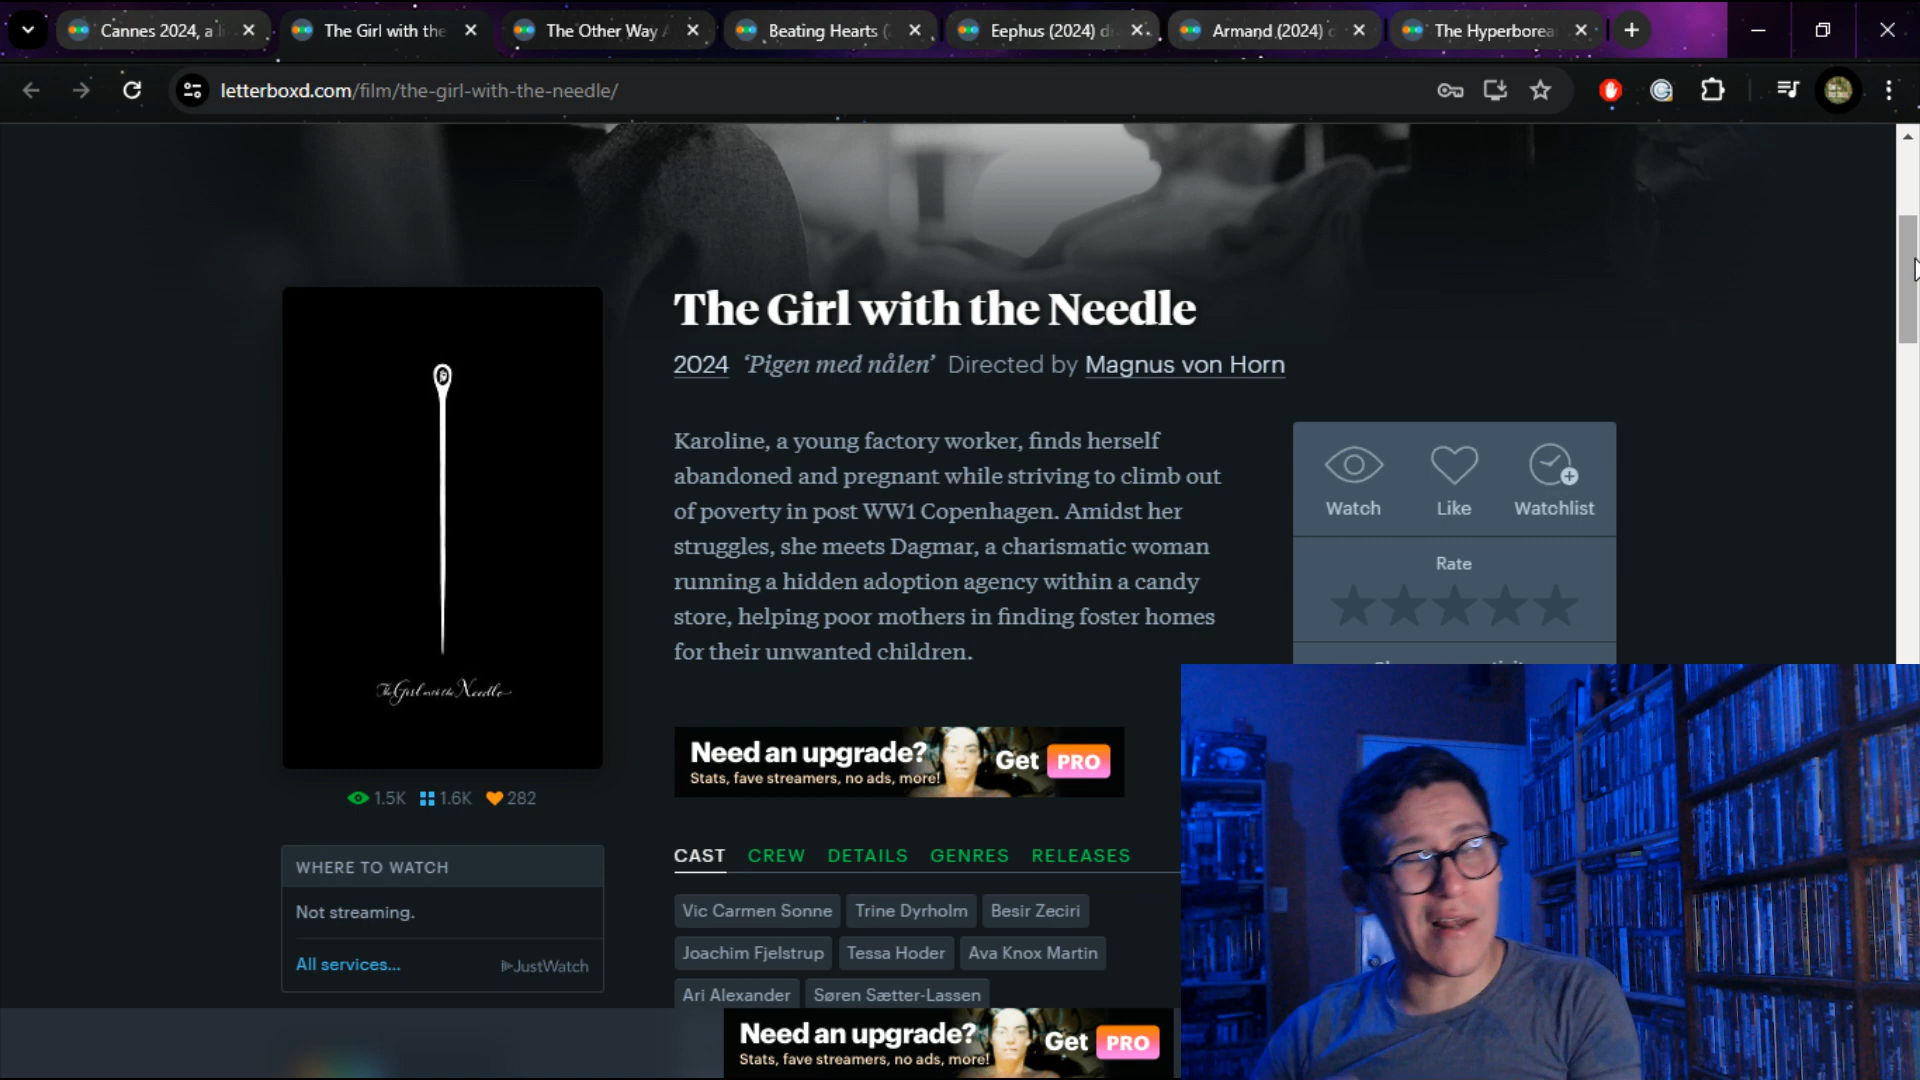 Cannes 2024, a li
The Girl with the
The Other Way A
Beating Hearts (
Eephus (2024) di
Armand (2024) d
The Hyperborea
letterboxd.com/film/the-girl-with-the-needle/
The Girl with the Needle
2024 ‘Pigen med nålen’ Directed by Magnus von Horn
Karoline, a young factory worker, finds herself
abandoned and pregnant while striving to climb out
of poverty in post WW1 Copenhagen. Amidst her
struggles, she meets Dagmar, a charismatic woman
running a hidden adoption agency within a candy
store, helping poor mothers in finding foster homes
for their unwanted children.
Watch
Like
Watchlist
Rate
The Girl with the Needle
1.5K 1.6K 282
Need an upgrade?
Stats, fave streamers, no ads, more!
Get PRO
WHERE TO WATCH
Not streaming.
All services...
JustWatch
CAST CREW DETAILS GENRES RELEASES
Vic Carmen Sonne Trine Dyrholm Besir Zeciri
Joachim Fjelstrup Tessa Hoder Ava Knox Martin
Ari Alexander Søren Sætter-Lassen
Need an upgrade?
Stats, fave streamers, no ads, more!
Get PRO